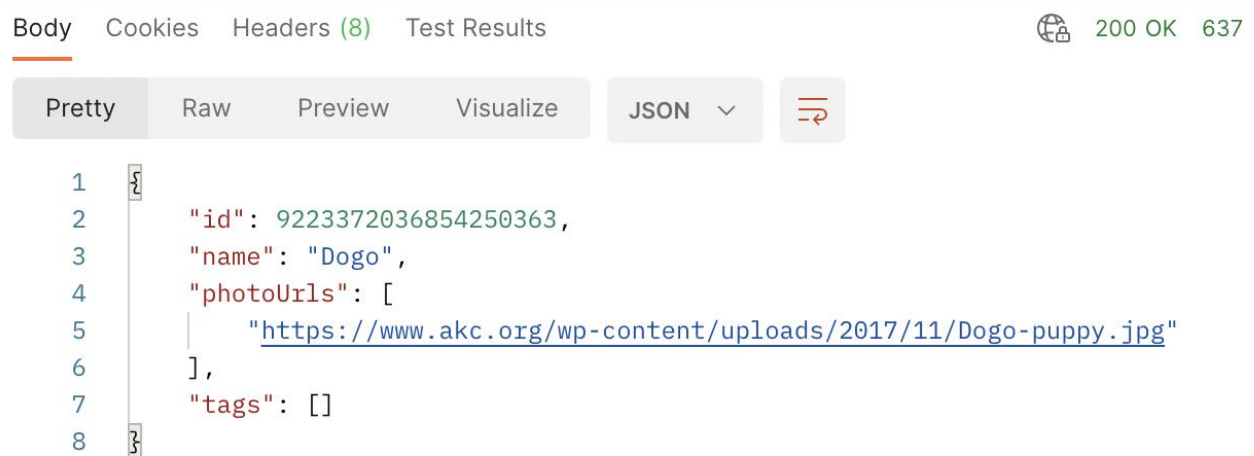 Body Cookies Headers (8) Test Results 200 OK 637
Pretty Raw Preview Visualize JSON
1 {
2 "id": 9223372036854250363,
3 "name": "Dogo",
4 "photoUrls": [
5 "https://www.akc.org/wp-content/uploads/2017/11/Dogo-puppy.jpg"
6 ],
7 "tags": []
8 }